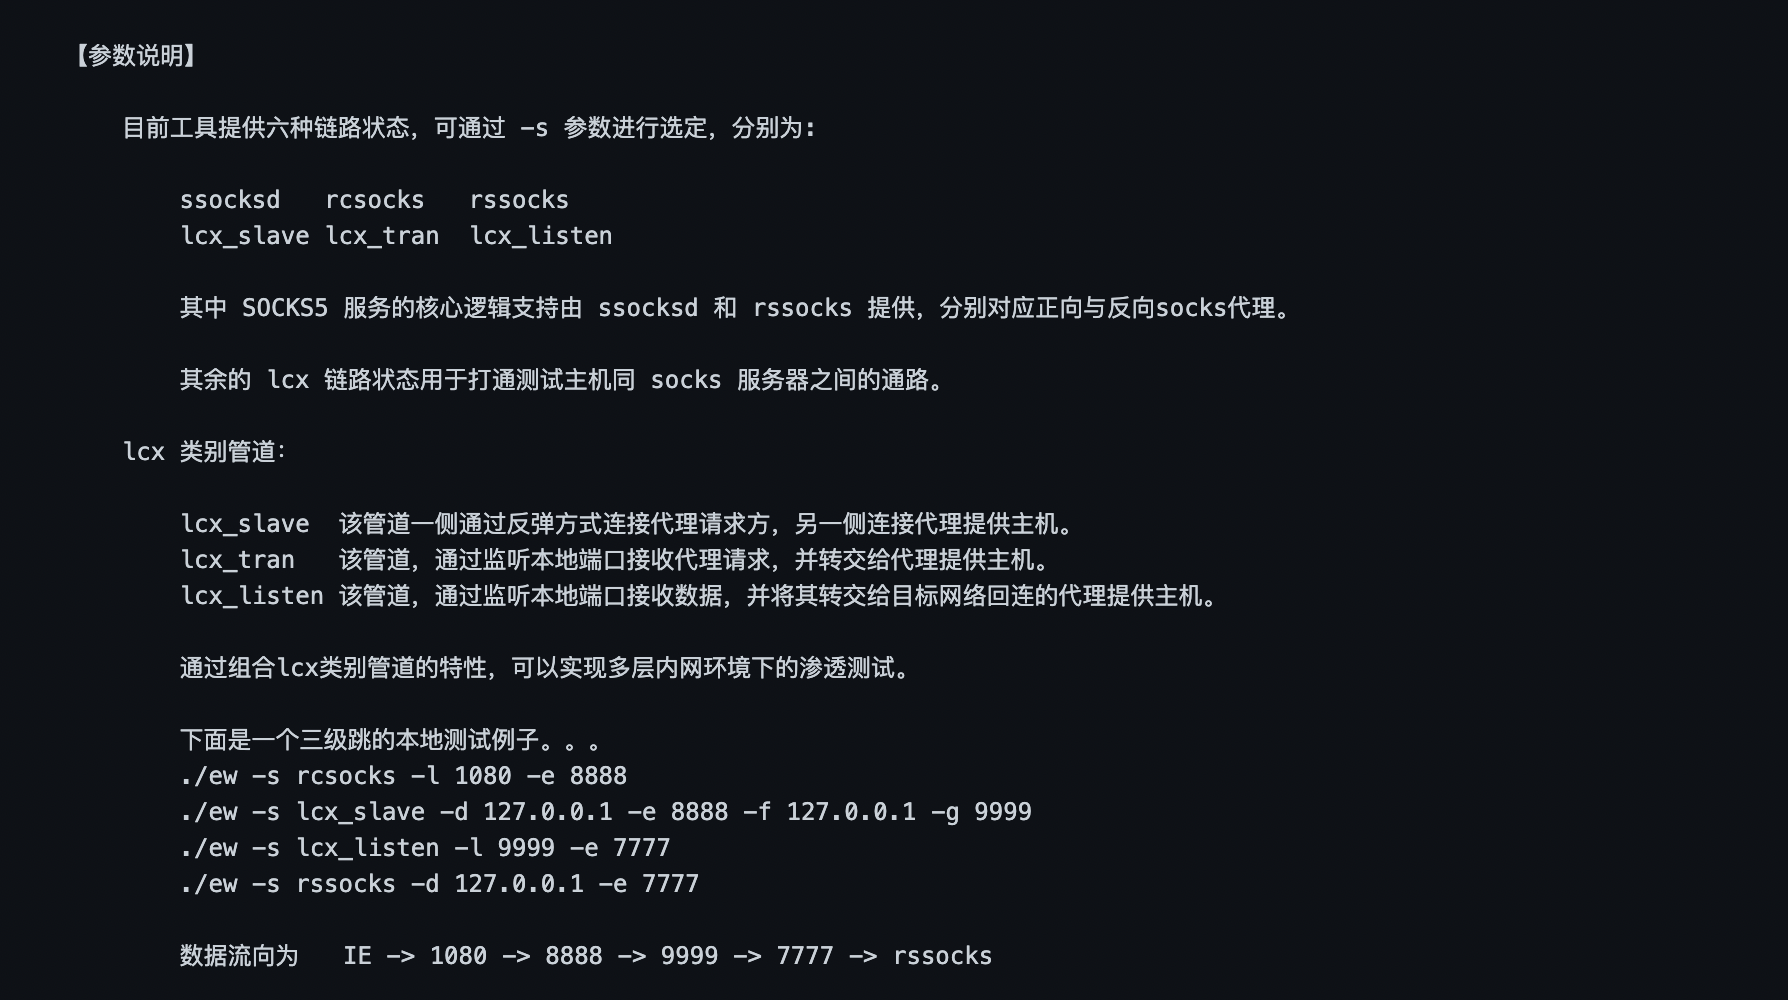 【参数说明】
目前工具提供六种链路状态，可通过 -s 参数进行选定，分别为:
ssocksd   rcsocks   rssocks
lcx_slave lcx_tran  lcx_listen
其中 SOCKS5 服务的核心逻辑支持由 ssocksd 和 rssocks 提供，分别对应正向与反向socks代理。
其余的 lcx 链路状态用于打通测试主机同 socks 服务器之间的通路。
lcx 类别管道：
lcx_slave  该管道一侧通过反弹方式连接代理请求方，另一侧连接代理提供主机。
lcx_tran   该管道，通过监听本地端口接收代理请求，并转交给代理提供主机。
lcx_listen 该管道，通过监听本地端口接收数据，并将其转交给目标网络回连的代理提供主机。
通过组合lcx类别管道的特性，可以实现多层内网环境下的渗透测试。
下面是一个三级跳的本地测试例子。。。
./ew -s rcsocks -l 1080 -e 8888
./ew -s lcx_slave -d 127.0.0.1 -e 8888 -f 127.0.0.1 -g 9999
./ew -s lcx_listen -l 9999 -e 7777
./ew -s rssocks -d 127.0.0.1 -e 7777
数据流向为   IE -> 1080 -> 8888 -> 9999 -> 7777 -> rssocks